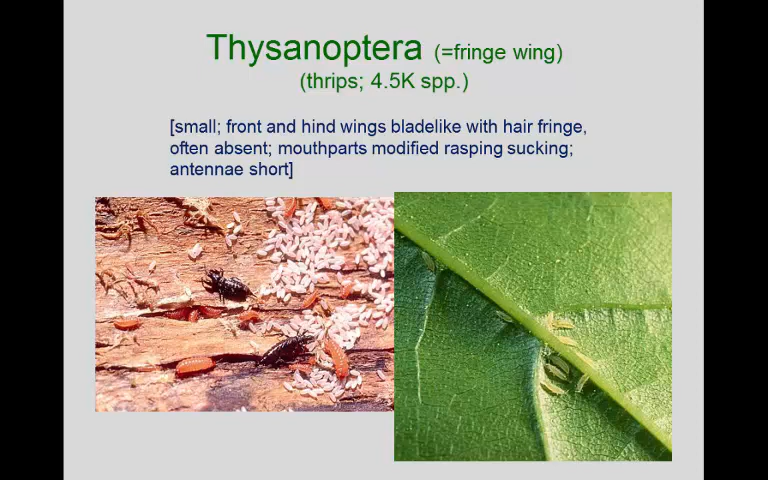 Thysanoptera (=fringe wing)
(thrips; 4.5K spp.)
[small; front and hind wings bladelike with hair fringe,
often absent; mouthparts modified rasping sucking;
antennae short]